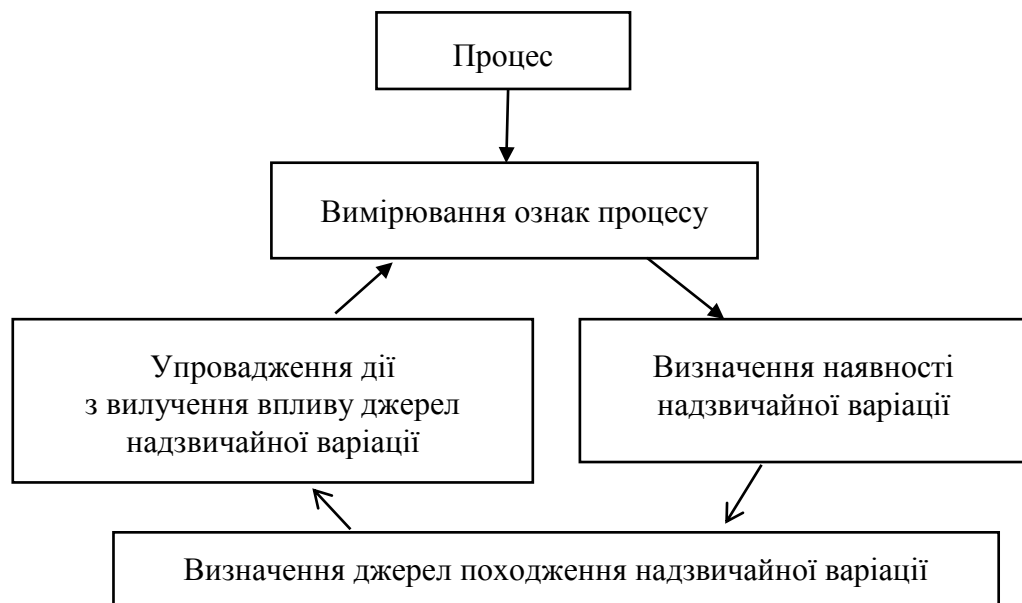 Процес
Вимірювання ознак процесу
Упровадження дії
з вилучення впливу джерел
надзвичайної варіації
Визначення наявності
надзвичайної варіації
Визначення джерел походження надзвичайної варіації